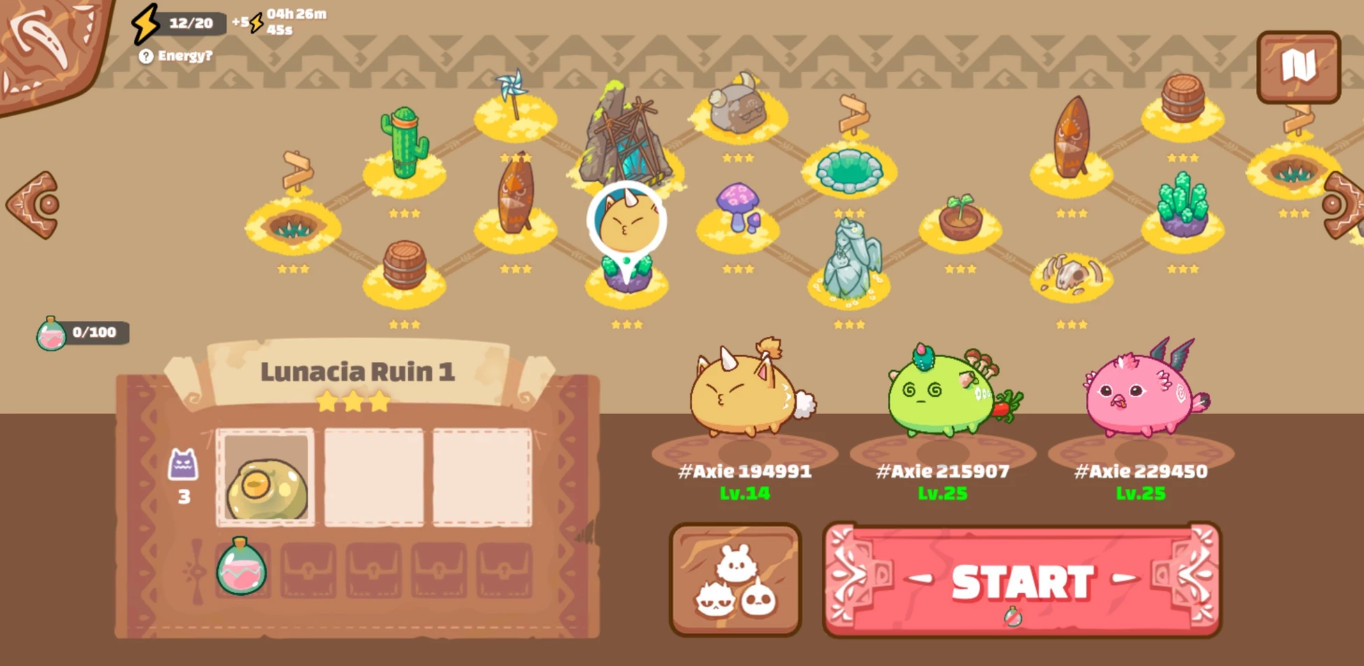 12/20
+5
04h 26m
45s
? Energy?
0/100
Lunacia Ruin 1
3
#Axie 194991
Lv.14
#Axie 215907
Lv.25
#Axie 229450
Lv.25
START